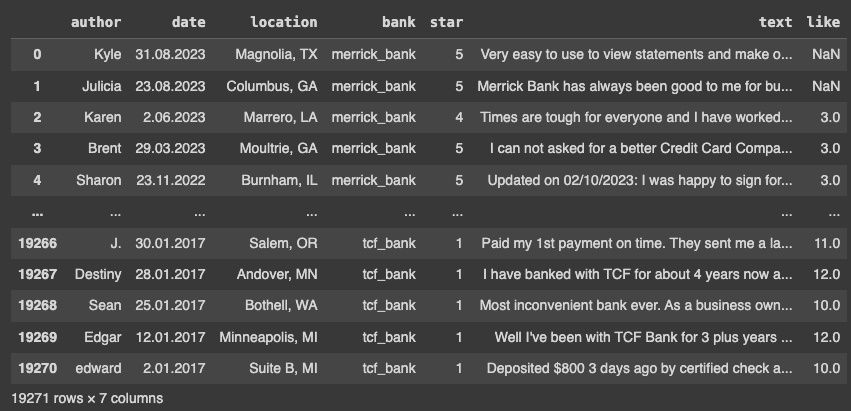 author date location bank star text like
0 Kyle 31.08.2023 Magnolia, TX merrick_bank 5 Very easy to use to view statements and make o... NaN
1 Julicia 23.08.2023 Columbus, GA merrick_bank 5 Merrick Bank has always been good to me for bu... NaN
2 Karen 2.06.2023 Marrero, LA merrick_bank 4 Times are tough for everyone and I have worked... 3.0
3 Brent 29.03.2023 Moultrie, GA merrick_bank 5 I can not asked for a better Credit Card Compa... 3.0
4 Sharon 23.11.2022 Burnham, IL merrick_bank 5 Updated on 02/10/2023: I was happy to sign for... 3.0
... ... ... ... ... ... ... ...
19266 J. 30.01.2017 Salem, OR tcf_bank 1 Paid my 1st payment on time. They sent me a la... 11.0
19267 Destiny 28.01.2017 Andover, MN tcf_bank 1 I have banked with TCF for about 4 years now a... 12.0
19268 Sean 25.01.2017 Bothell, WA tcf_bank 1 Most inconvenient bank ever. As a business own... 10.0
19269 Edgar 12.01.2017 Minneapolis, MI tcf_bank 1 Well I've been with TCF Bank for 3 plus years ... 12.0
19270 edward 2.01.2017 Suite B, MI tcf_bank 1 Deposited $800 3 days ago by certified check a... 10.0
19271 rows × 7 columns